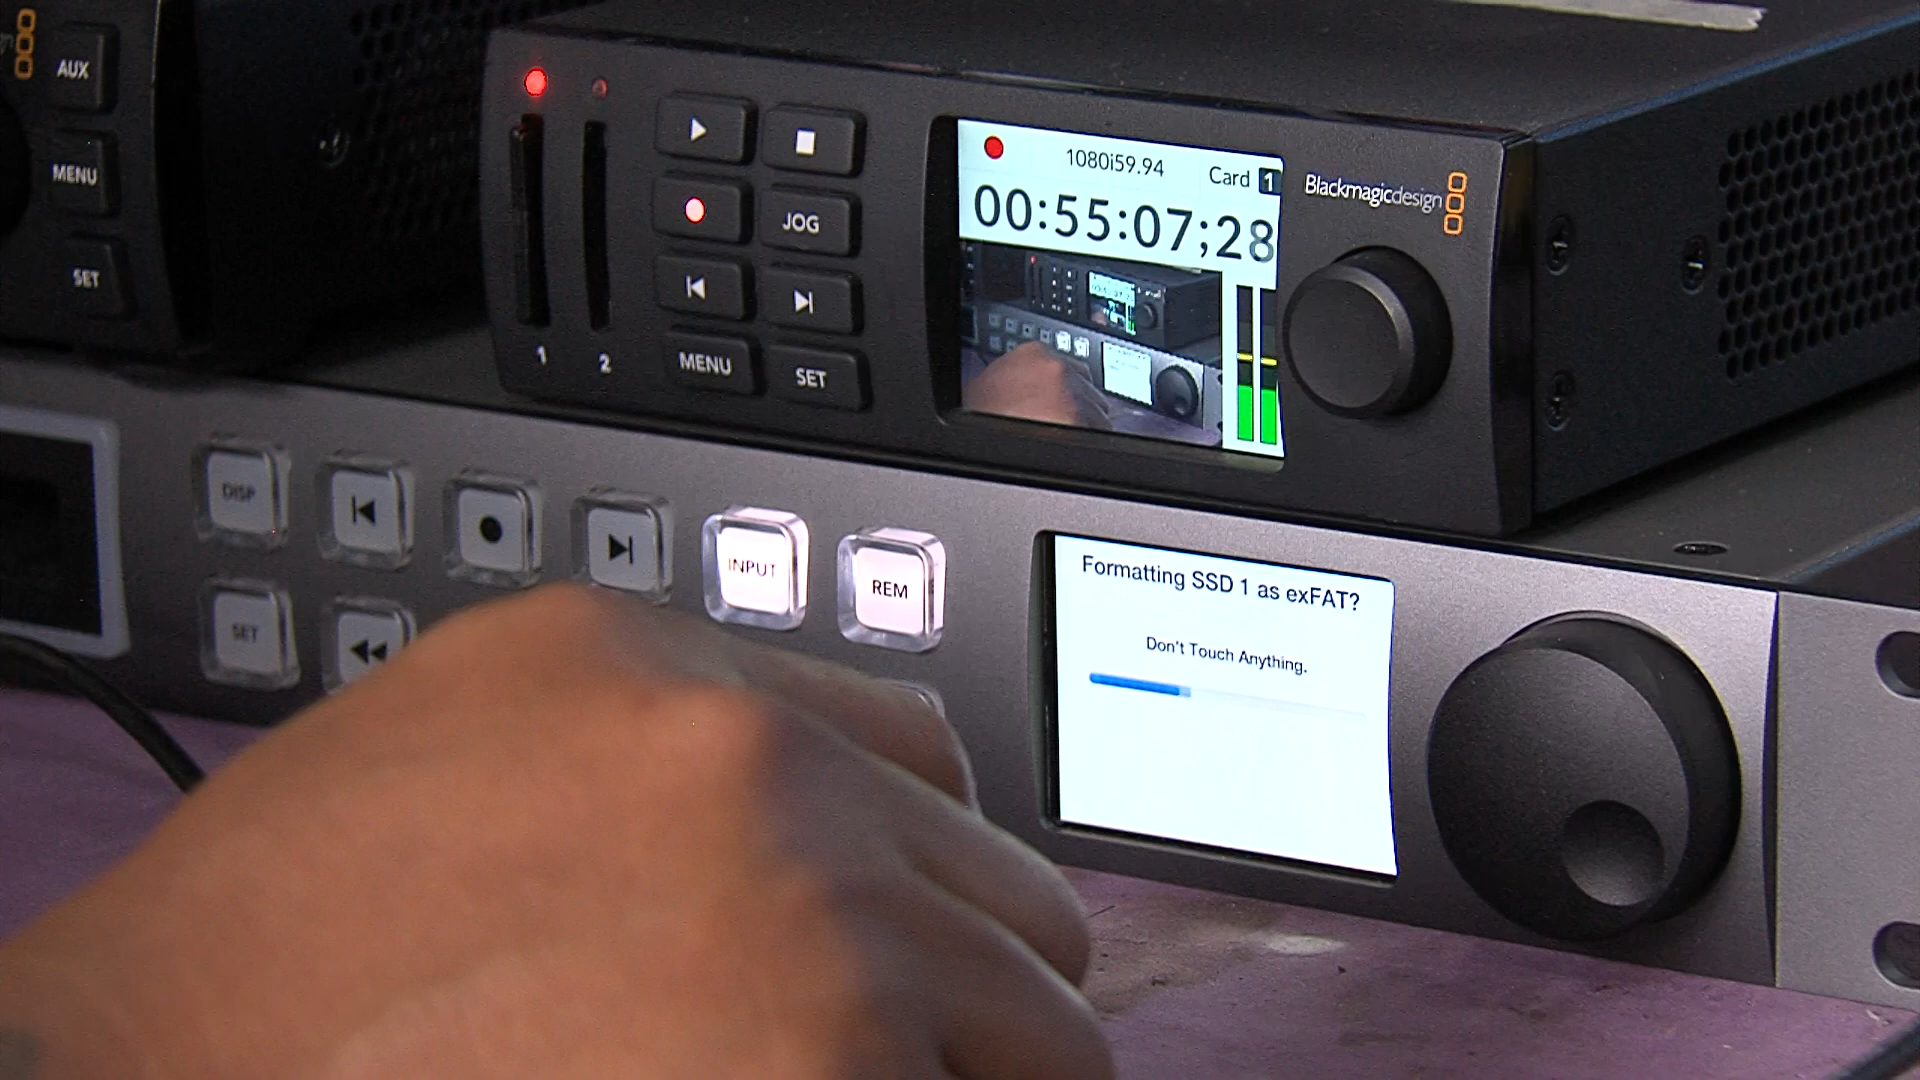 AUX
MENU
SET
1
2
JOG
MENU
SET
1080i59.94
Card 1
00:55:07;28
Blackmagicdesign
DISP
INPUT
REM
SET
Formatting SSD 1 as exFAT?
Don't Touch Anything.